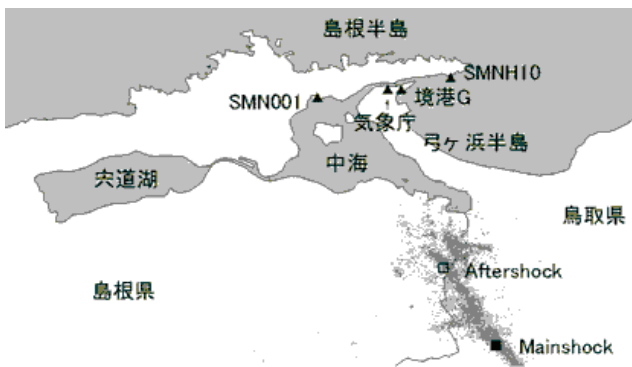 島根半島
SMNH10
SMN001
境港G
気象庁
弓ヶ浜半島
中海
宍道湖
鳥取県
Aftershock
島根県
Mainshock